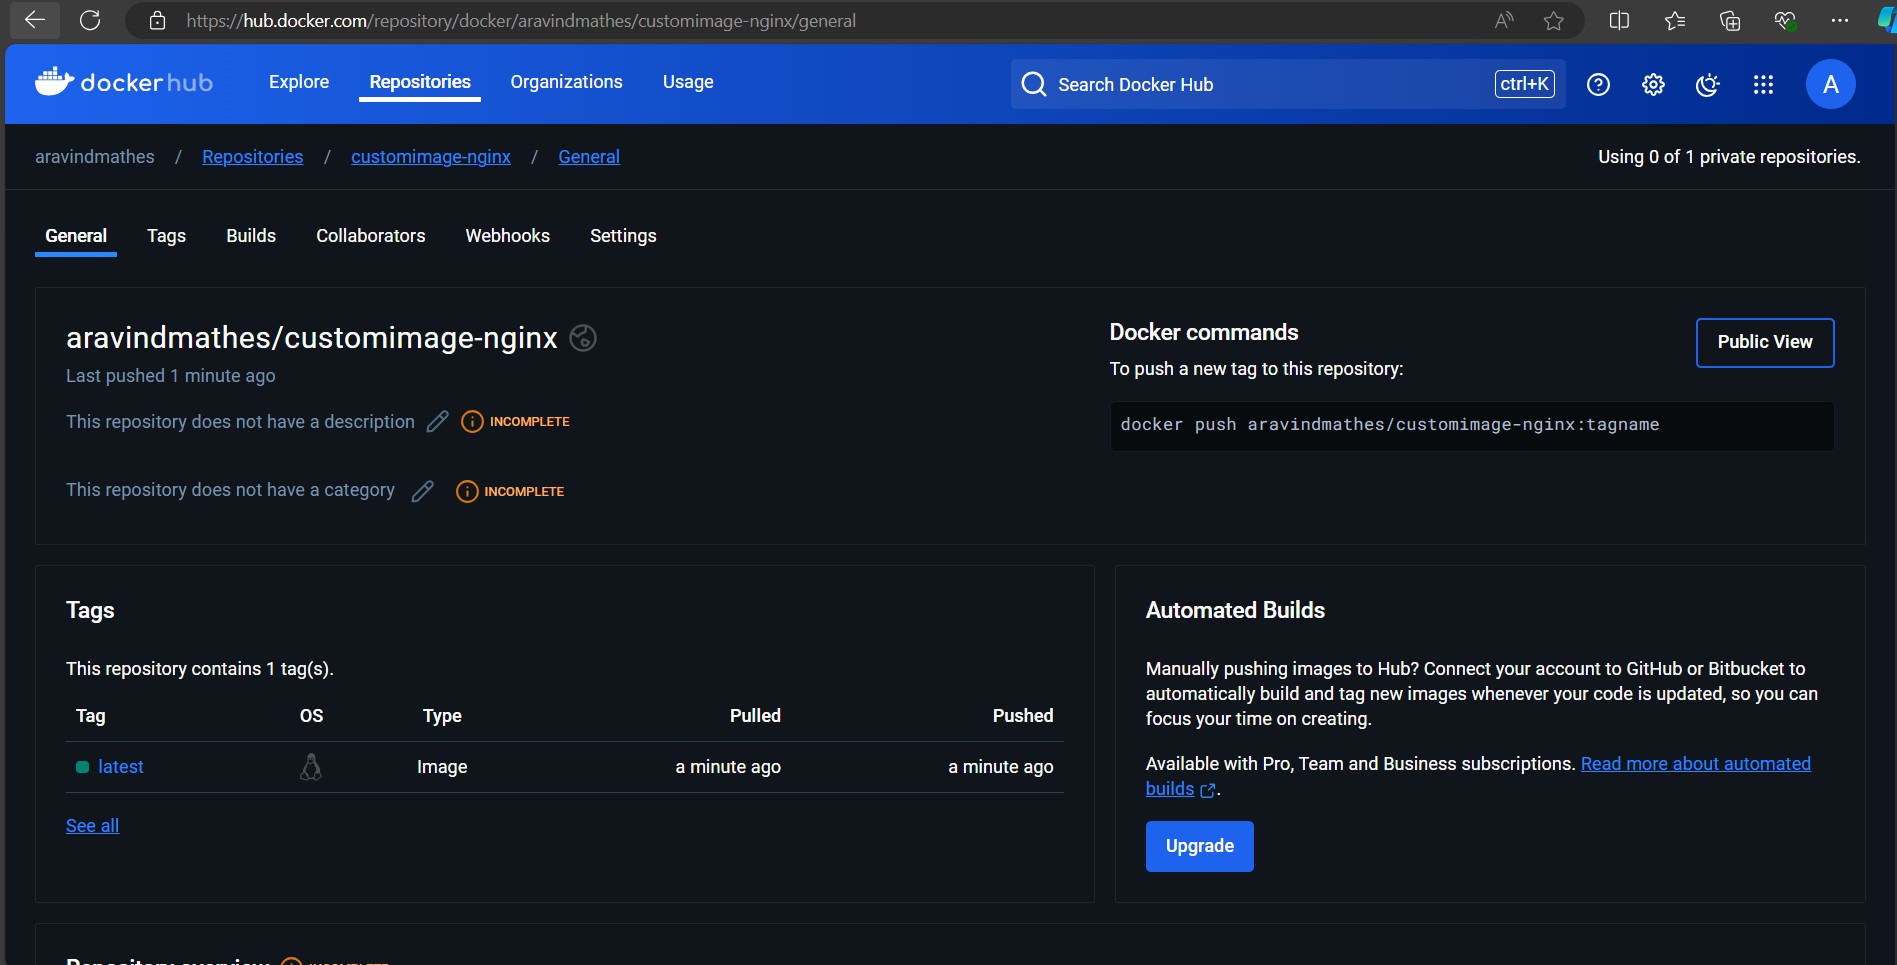 https://hub.docker.com/repository/docker/aravindmathes/customimage-nginx/general
dockerhub Explore Repositories Organizations Usage Search Docker Hub ctrl+K A
aravindmathes / Repositories / customimage-nginx / General Using 0 of 1 private repositories.
General Tags Builds Collaborators Webhooks Settings
aravindmathes/customimage-nginx
Last pushed 1 minute ago
This repository does not have a description INCOMPLETE
This repository does not have a category INCOMPLETE
Docker commands
Public View
To push a new tag to this repository:
docker push aravindmathes/customimage-nginx:tagname
Tags
This repository contains 1 tag(s).
Tag OS Type Pulled Pushed
latest Image a minute ago a minute ago
See all
Automated Builds
Manually pushing images to Hub? Connect your account to GitHub or Bitbucket to
automatically build and tag new images whenever your code is updated, so you can
focus your time on creating.
Available with Pro, Team and Business subscriptions. Read more about automated
builds .
Upgrade
Repository overview INCOMPLETE